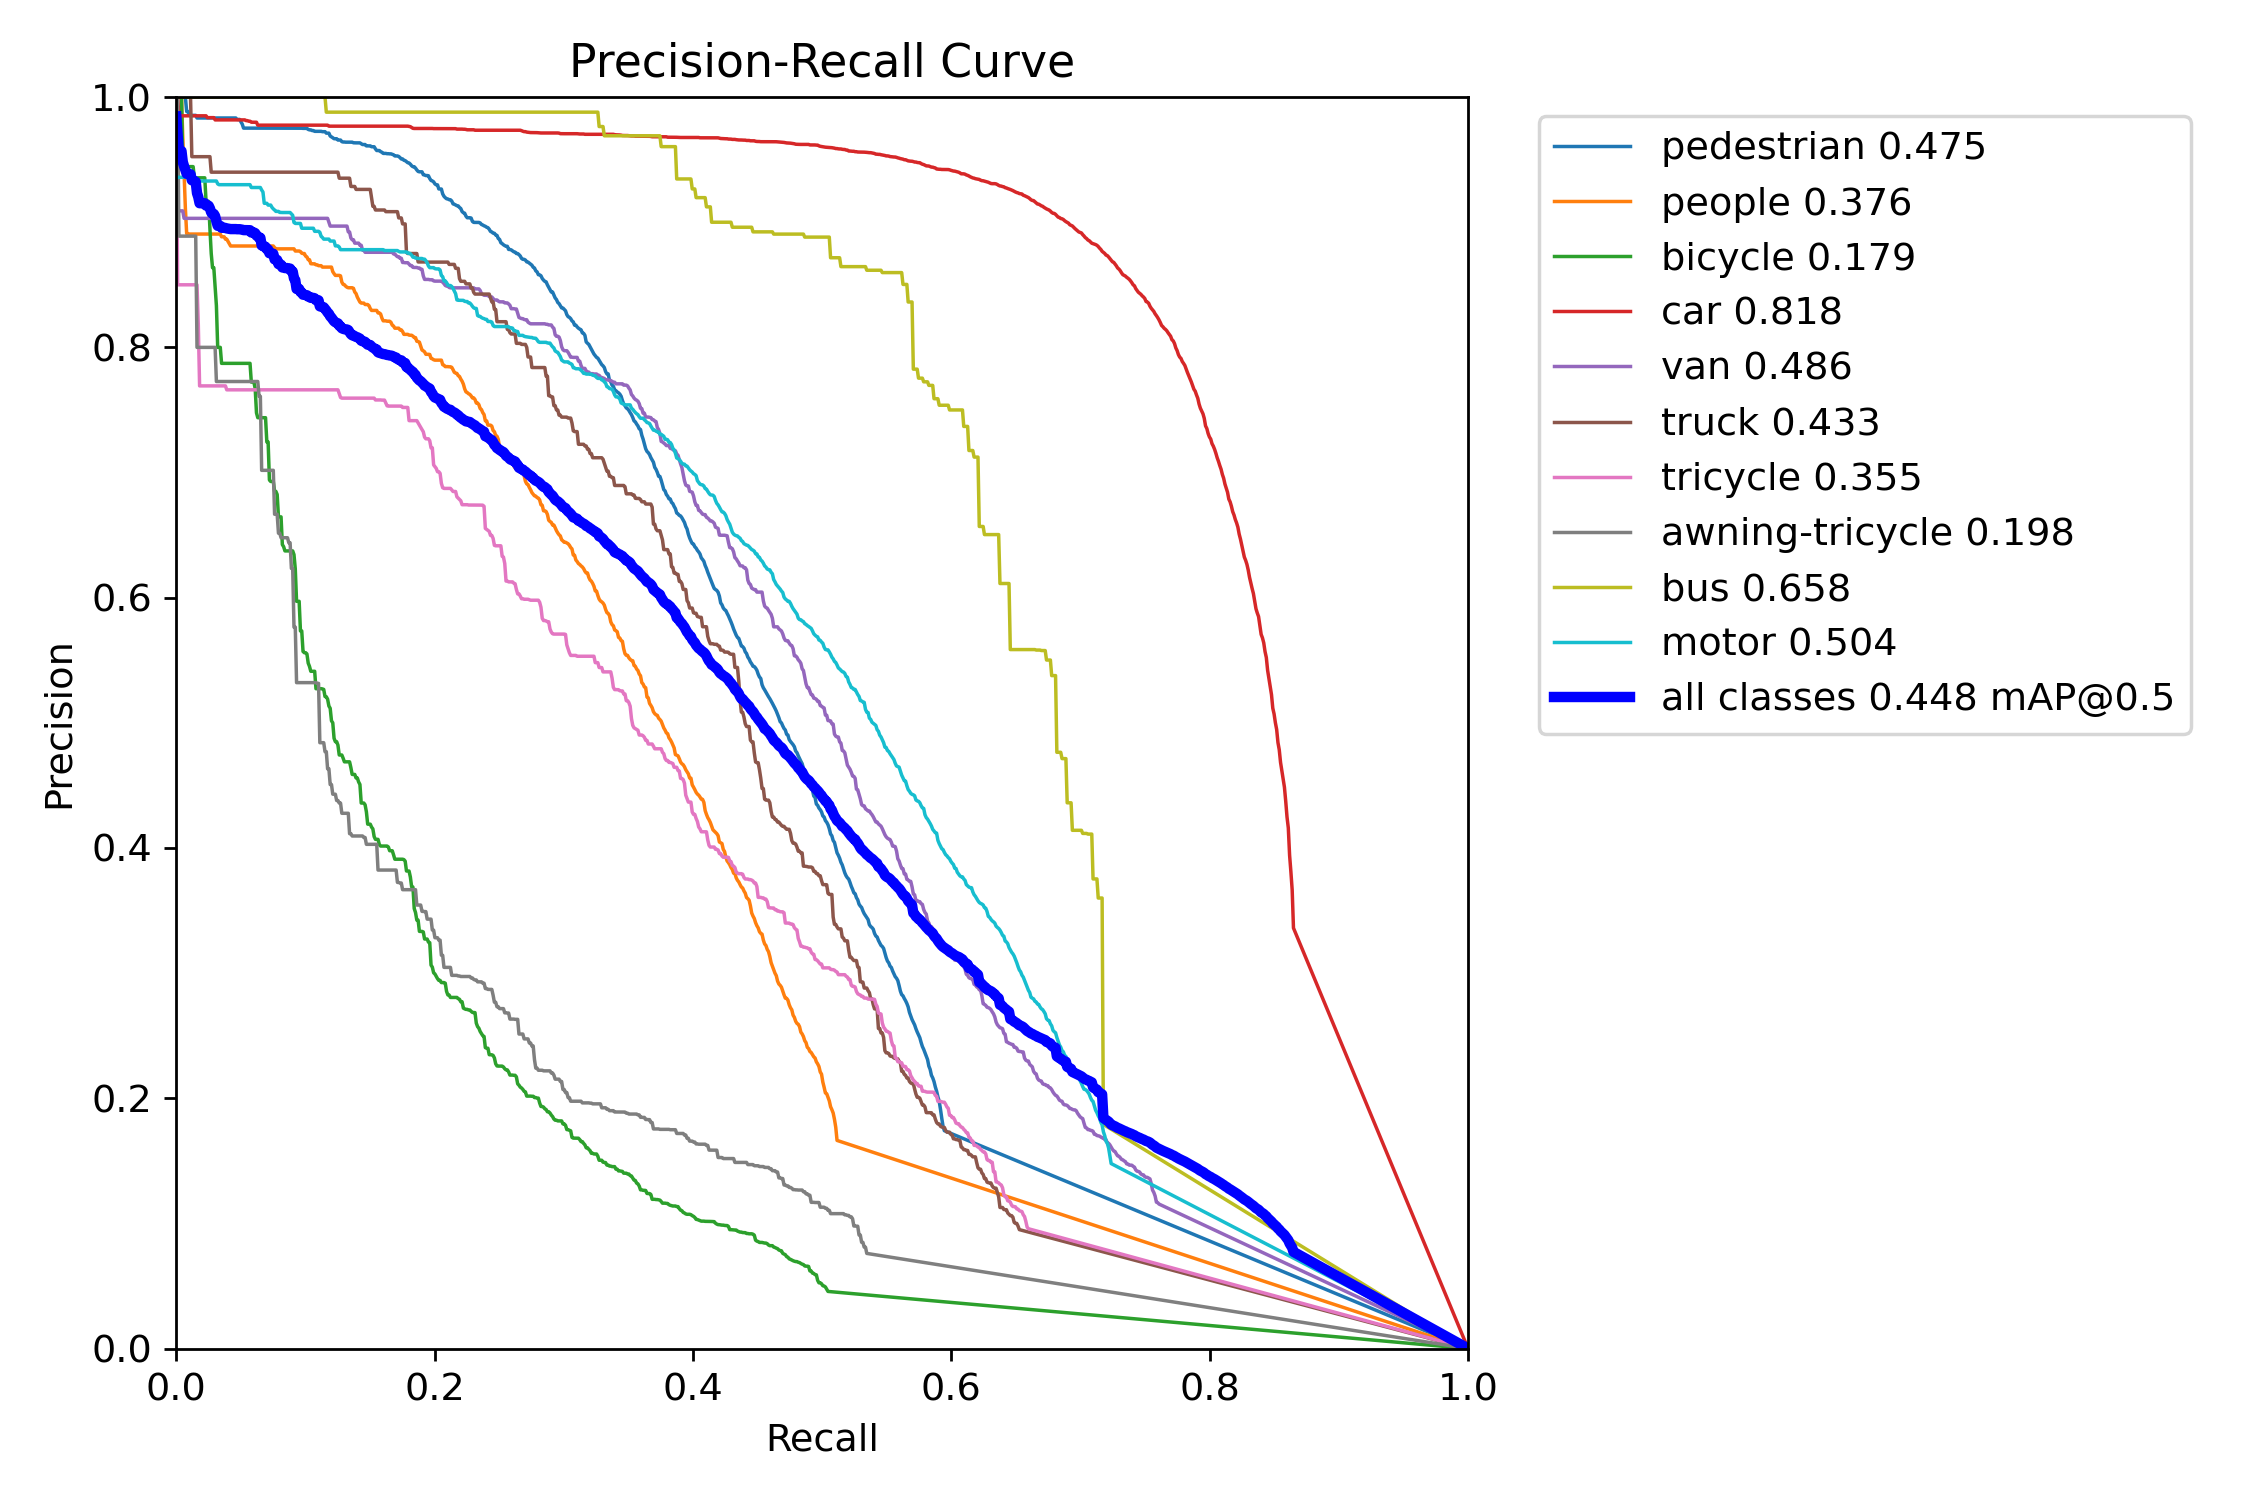 Precision-Recall Curve
1.0
0.8
0.6
0.4
0.2
0.0
Precision
0.0 0.2 0.4 0.6 0.8 1.0
Recall
pedestrian 0.475
people 0.376
bicycle 0.179
car 0.818
van 0.486
truck 0.433
tricycle 0.355
awning-tricycle 0.198
bus 0.658
motor 0.504
all classes 0.448 mAP@0.5